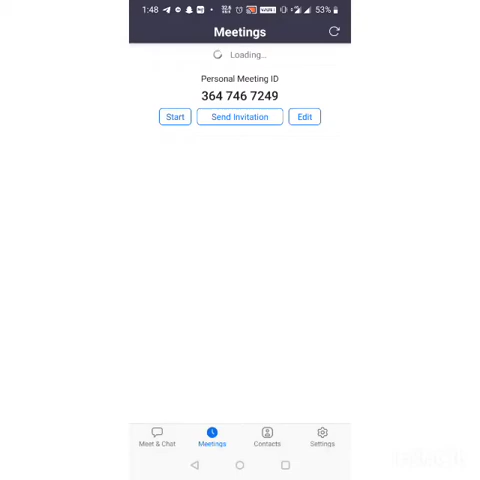 1:48 53%
Meetings
Loading...
Personal Meeting ID
364 746 7249
Start Send Invitation Edit
Meet & Chat Meetings Contacts Settings